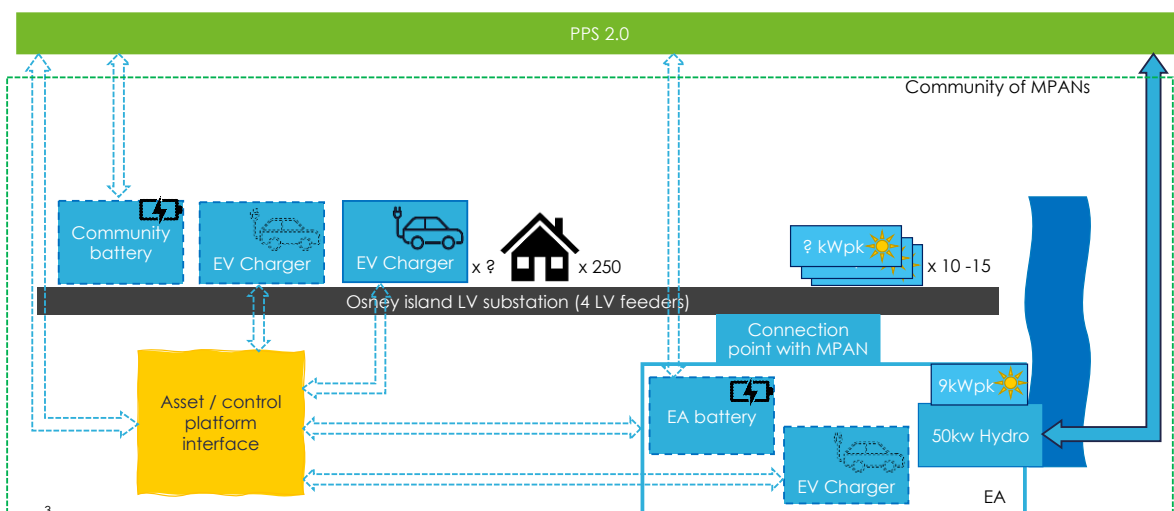 PPS 2.0
Community of MPANs
Community
battery
EV Charger
EV Charger
x ?
x 250
? kWpk
x 10 -15
Osney island LV substation (4 LV feeders)
Connection
point with MPAN
Asset / control
platform
interface
EA battery
9kWpk
50kw Hydro
EV Charger
EA
3